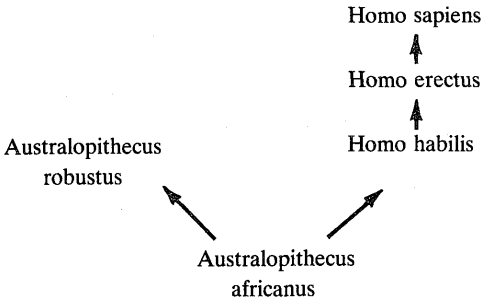 Homo sapiens
Homo erectus
Homo habilis
Australopithecus
robustus
Australopithecus
africanus